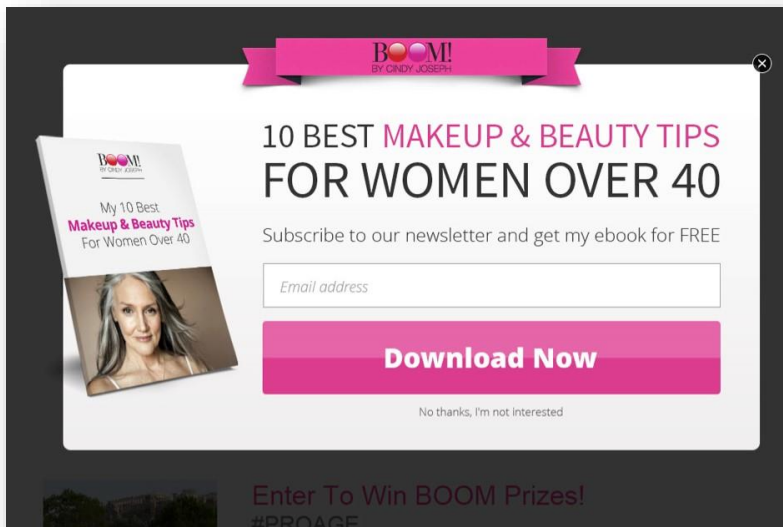 BOOM!
BY CINDY JOSEPH
10 BEST MAKEUP & BEAUTY TIPS
FOR WOMEN OVER 40
Subscribe to our newsletter and get my ebook for FREE
Email address
Download Now
No thanks, I'm not interested
BOOM!
BY CINDY JOSEPH
My 10 Best
Makeup & Beauty Tips
For Women Over 40
Enter To Win BOOM Prizes!
#PROAGE